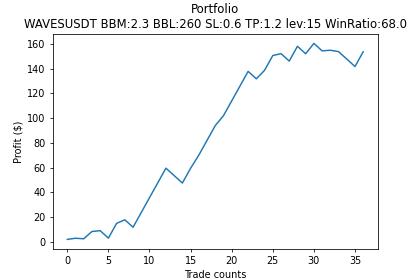 Portfolio
WAVESUSDT BBM:2.3 BBL:260 SL:0.6 TP:1.2 lev:15 WinRatio:68.0
160
140
120
100
80
60
40
20
0
Profit ($)
0 5 10 15 20 25 30 35
Trade counts